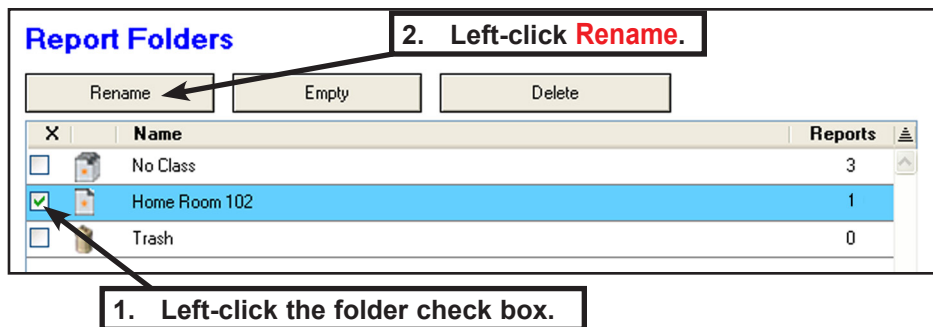 Report Folders
2. Left-click Rename.
Rename Empty Delete
X Name Reports
No Class 3
Home Room 102 1
Trash 0
1. Left-click the folder check box.